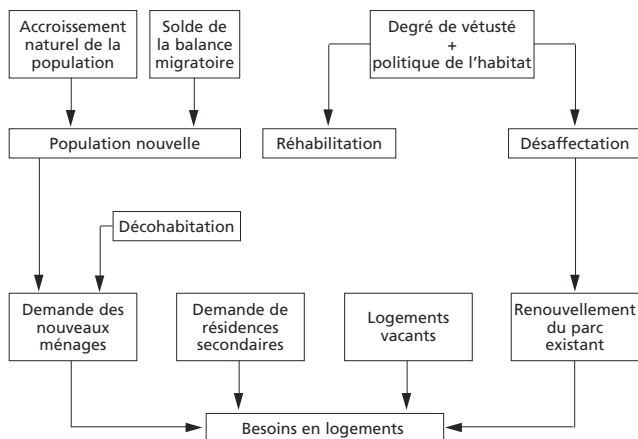 Accroissement
naturel de la
population
Solde de
la balance
migratoire
Degré de vétusté
+
politique de l’habitat
Population nouvelle
Réhabilitation
Désaffectation
Décohabitation
Demande des
nouveaux
ménages
Demande de
résidences
secondaires
Logements
vacants
Renouvellement
du parc
existant
Besoins en logements